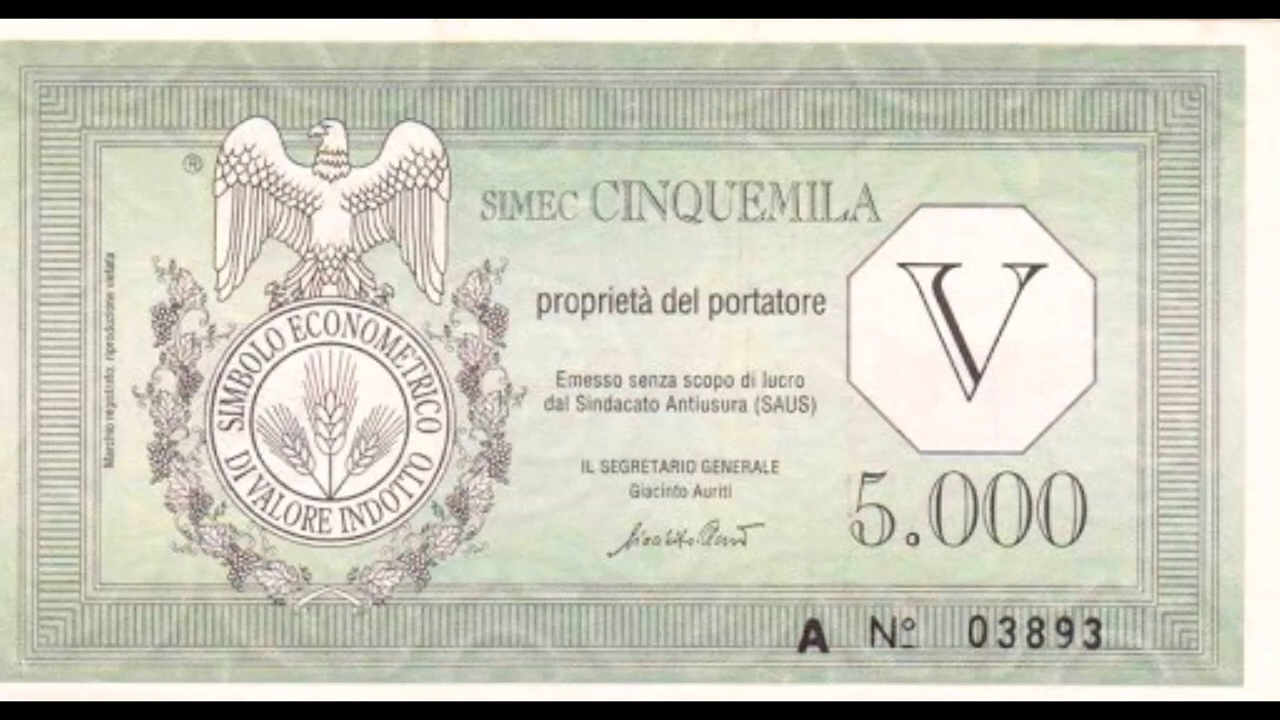 ®
SIMEC CINQUEMILA
proprietà del portatore
V
Emesso senza scopo di lucro
dal Sindacato Antiusura (SAUS)
IL SEGRETARIO GENERALE
Giacinto Auriti
5.000
SIMBOLO ECONOMETRICO
DI VALORE INDOTTO
Marchio registrato, riproduzione vietata
A Nº 03893